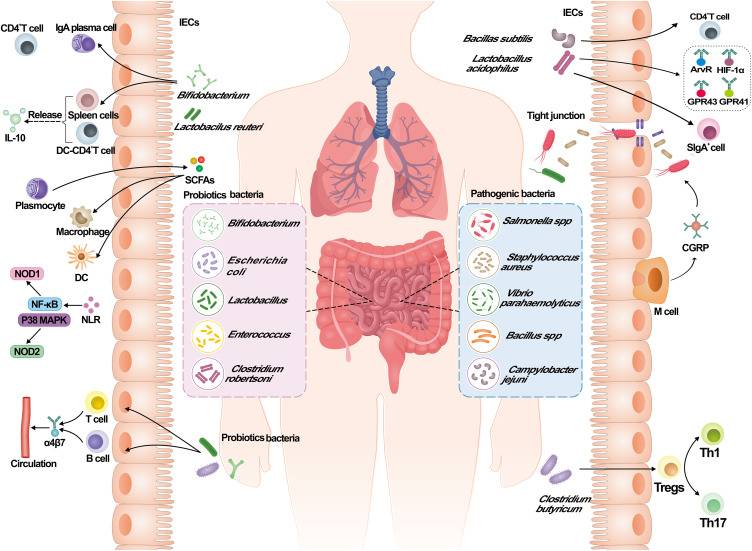 IECs
CD4+T cell
IgA plasma cell
Bifidobacterium
Spleen cells
Release
IL-10
DC-CD4+T cell
Lactobacilus reuteri
SCFAs
Plasmocyte
Macrophage
DC
NOD1
NF-κB
P38 MAPK
NLR
NOD2
T cell
α4β7
B cell
Circulation
Probiotics bacteria
Bifidobacterium
Escherichia
coli
Lactobacillus
Enterococcus
Clostridium
robertsoni
Probiotics bacteria
IECs
Bacillas subtilis
Lactobacillus
acidophilus
CD4+T cell
ArvR
HIF-1α
GPR43
GPR41
SIgA+cell
Tight junction
Pathogenic bacteria
Salmonella spp
Staphylococcus
aureus
Vibrio
parahaemolyticus
Bacillus spp
Campylobacter
jejuni
CGRP
M cell
Clostridium
butyricum
Tregs
Th1
Th17